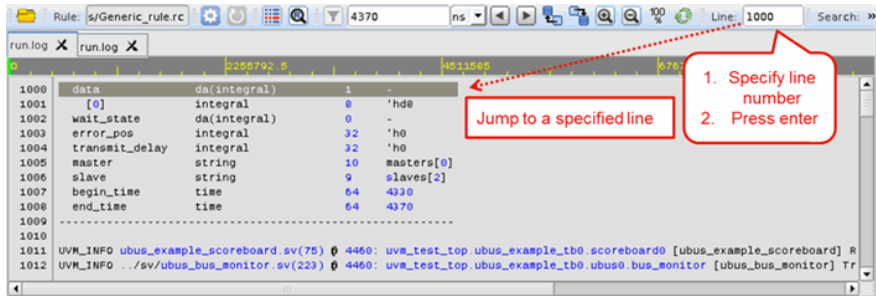 Rule: s/Generic_rule.rc 4370 ns 100 % Line: 1000 Search: »
run.log X run.log X
0 2255792.5 4511585 6767
1000 data da(integral) 1 -
1001 [0] integral 8 'hd8
1002 wait_state da(integral) 0 -
1003 error_pos integral 32 'h0
1004 transmit_delay integral 32 'h0
1005 master string 10 masters[0]
1006 slave string 9 slaves[2]
1007 begin_time time 64 4330
1008 end_time time 64 4370
1009 ----------------------------------------------------
1010
1011 UVM_INFO ubus_example_scoreboard.sv(75) @ 4460: uvm_test_top.ubus_example_tb0.scoreboard0 [ubus_example_scoreboard] R
1012 UVM_INFO ../sv/ubus_bus_monitor.sv(223) @ 4460: uvm_test_top.ubus_example_tb0.ubus0.bus_monitor [ubus_bus_monitor] Tr
Jump to a specified line
1. Specify line
number
2. Press enter